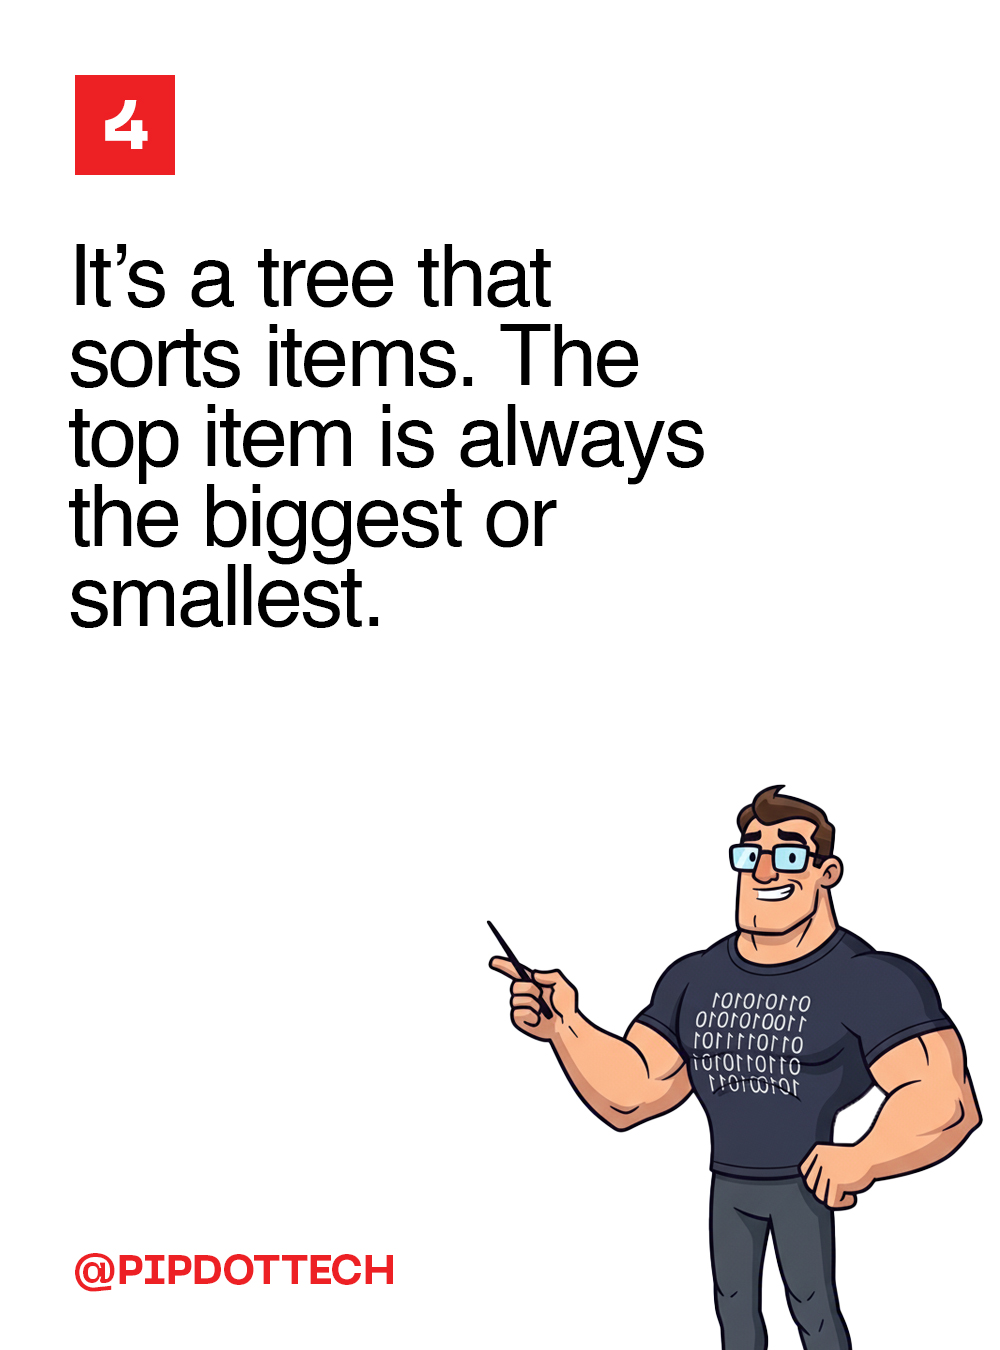 4
It’s a tree that
sorts items. The
top item is always
the biggest or
smallest.
@PIPDOTTECH